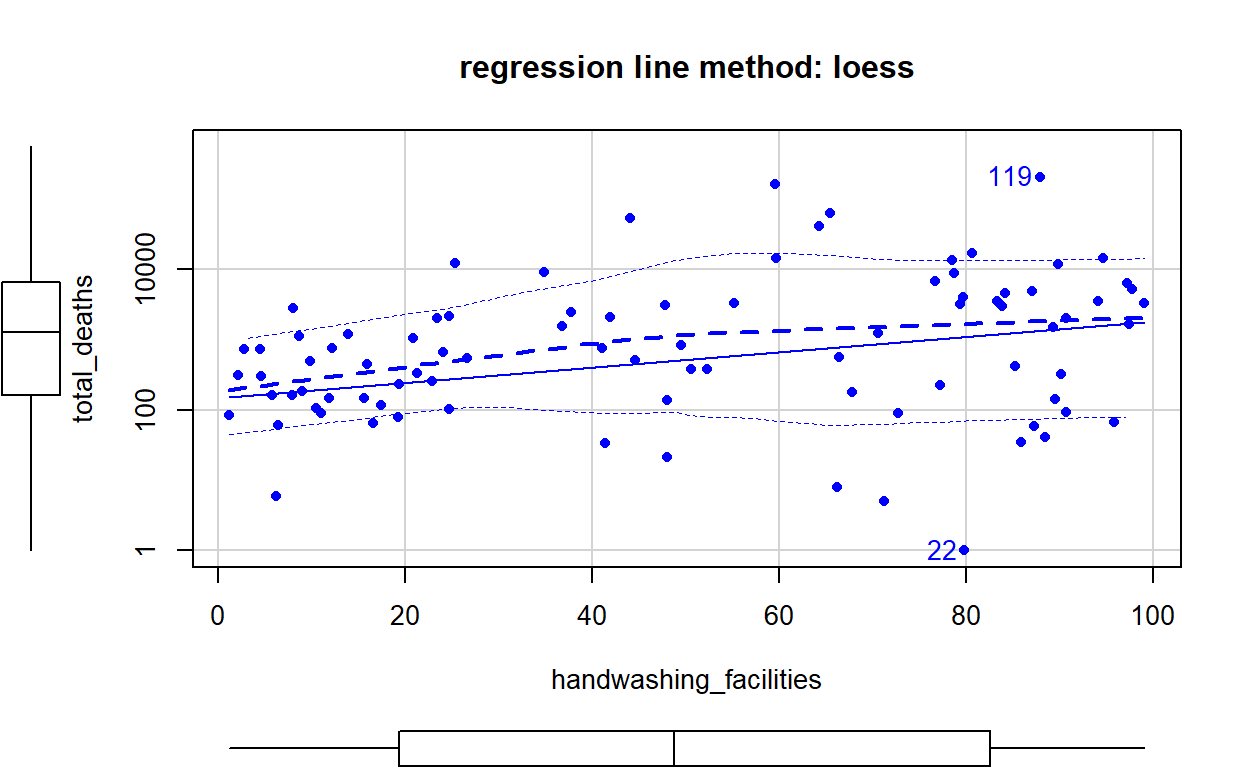 regression line method: loess
total_deaths
10000
100
1
119
22
0 20 40 60 80 100
handwashing_facilities